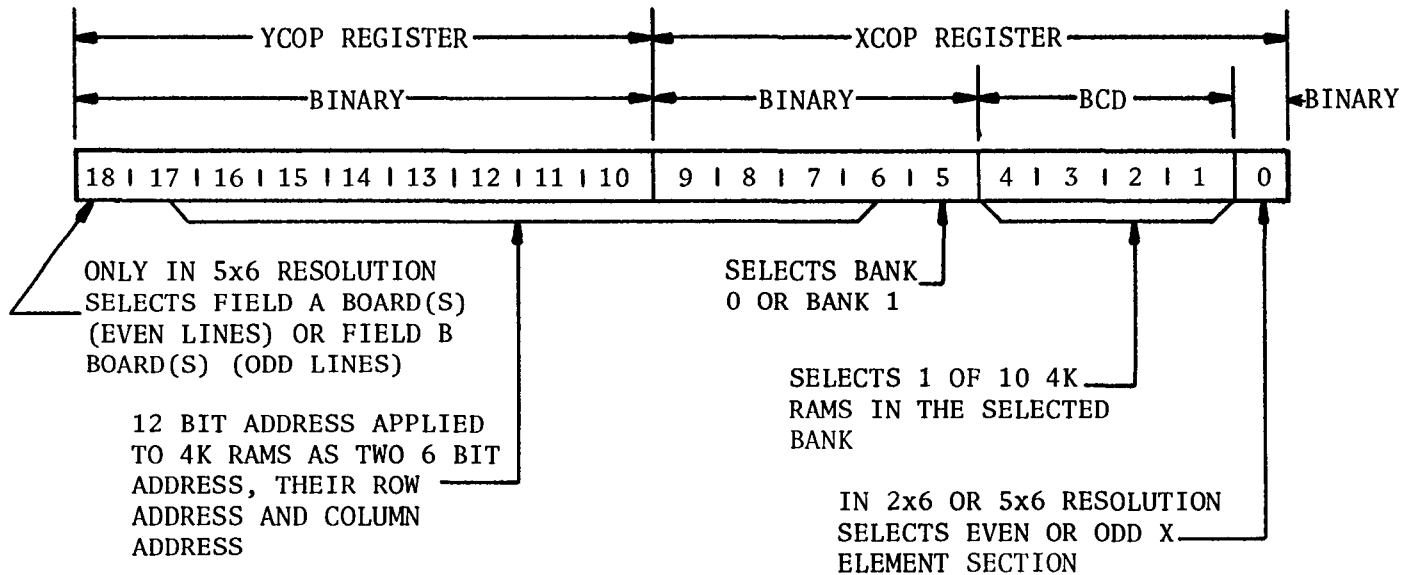 YCOP REGISTER XCOP REGISTER
BINARY BINARY BCD BINARY
18 17 16 15 14 13 12 11 10 9 8 7 6 5 4 3 2 1 0
ONLY IN 5x6 RESOLUTION
SELECTS FIELD A BOARD(S)
(EVEN LINES) OR FIELD B
BOARD(S) (ODD LINES)
12 BIT ADDRESS APPLIED
TO 4K RAMS AS TWO 6 BIT
ADDRESS, THEIR ROW
ADDRESS AND COLUMN
ADDRESS
SELECTS BANK
0 OR BANK 1
SELECTS 1 OF 10 4K
RAMS IN THE SELECTED
BANK
IN 2x6 OR 5x6 RESOLUTION
SELECTS EVEN OR ODD X
ELEMENT SECTION